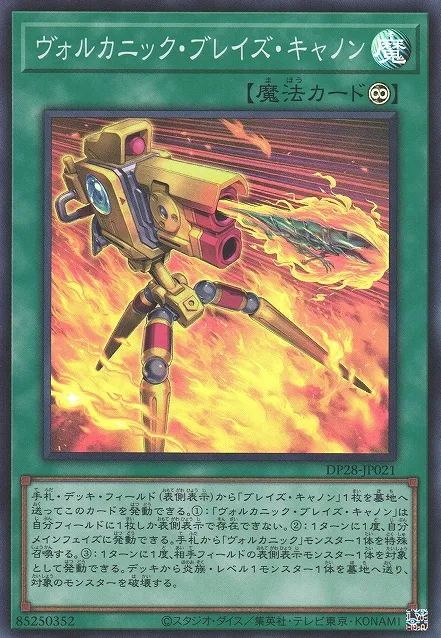 ヴォルカニック・ブレイズ・キャノン 魔
【魔法カード】
DP28-JP021
手札・デッキ・フィールド(表側表示)から「ブレイズ・キャノン」1枚を墓地へ
送ってこのカードを発動できる。①:「ヴォルカニック・ブレイズ・キャノン」は
自分フィールドに1枚しか表側表示で存在できない。②:1ターンに1度、自分
メインフェイズに発動できる。手札から「ヴォルカニック」モンスター1体を特殊
召喚する。③:1ターンに1度、相手フィールドの表側表示モンスター1体を対象
として発動できる。デッキから炎族・レベル1モンスター1体を墓地へ送り、
対象のモンスターを破壊する。
85250352 ©スタジオ・ダイス/集英社・テレビ東京・KONAMI